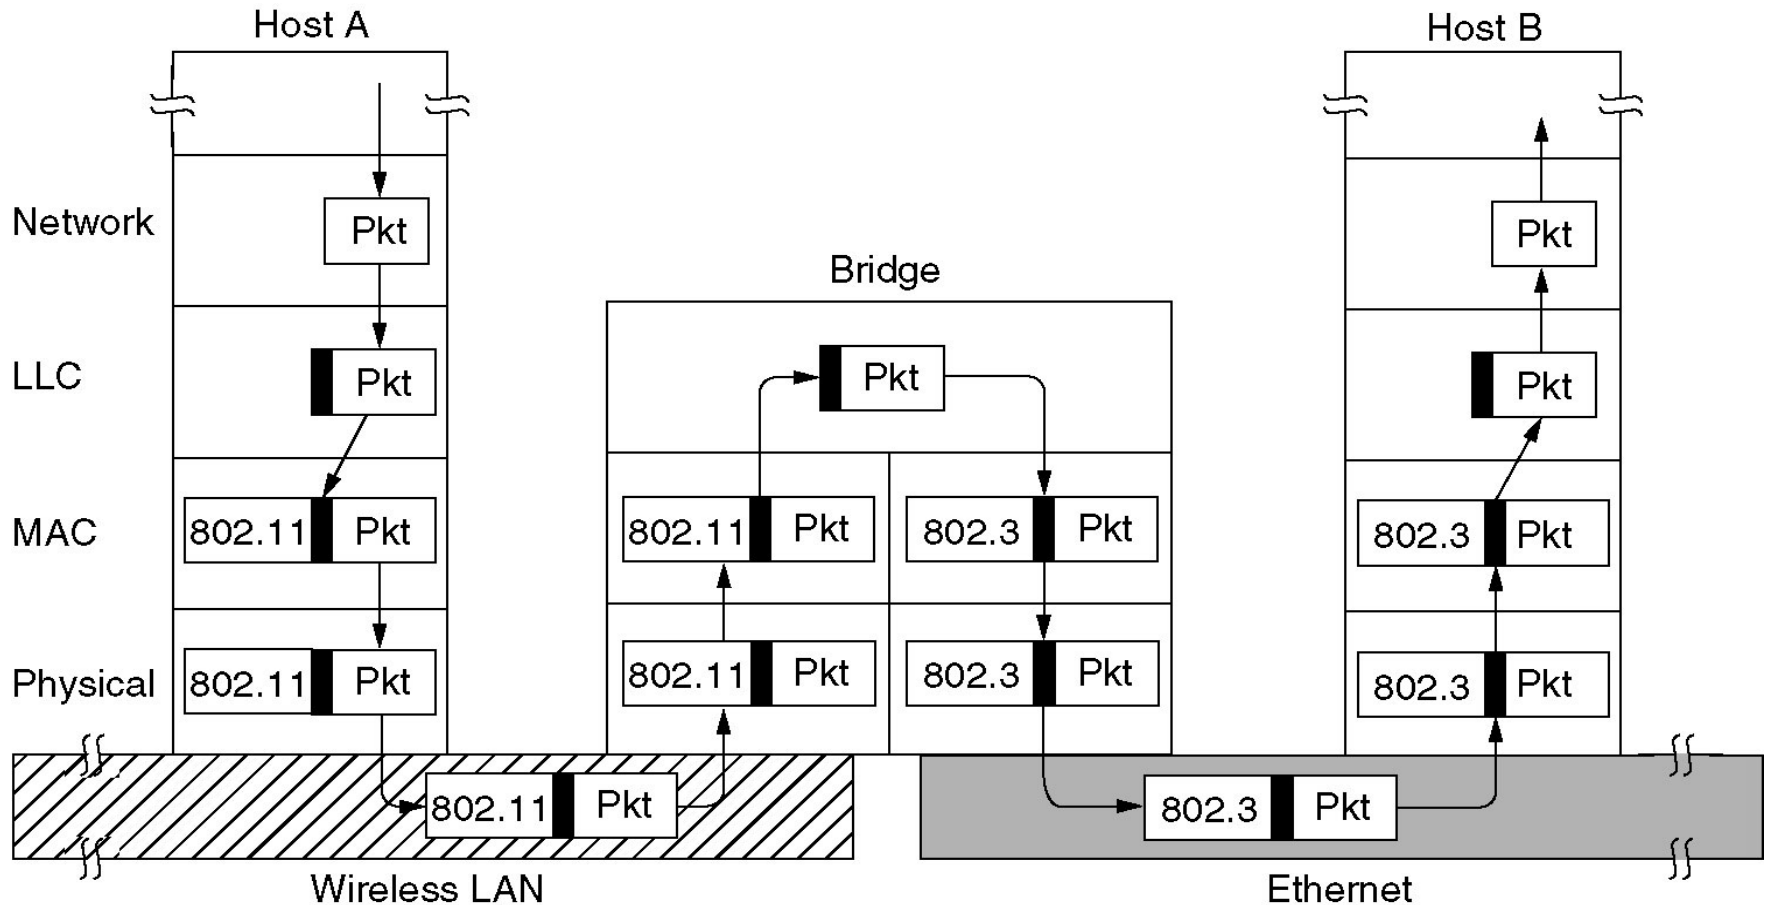 Host A
Host B
Network
Pkt
Pkt
Bridge
LLC
Pkt
Pkt
Pkt
MAC
802.11 Pkt
802.11 Pkt
802.3 Pkt
802.3 Pkt
Physical
802.11 Pkt
802.11 Pkt
802.3 Pkt
802.3 Pkt
802.11 Pkt
802.3 Pkt
Wireless LAN
Ethernet